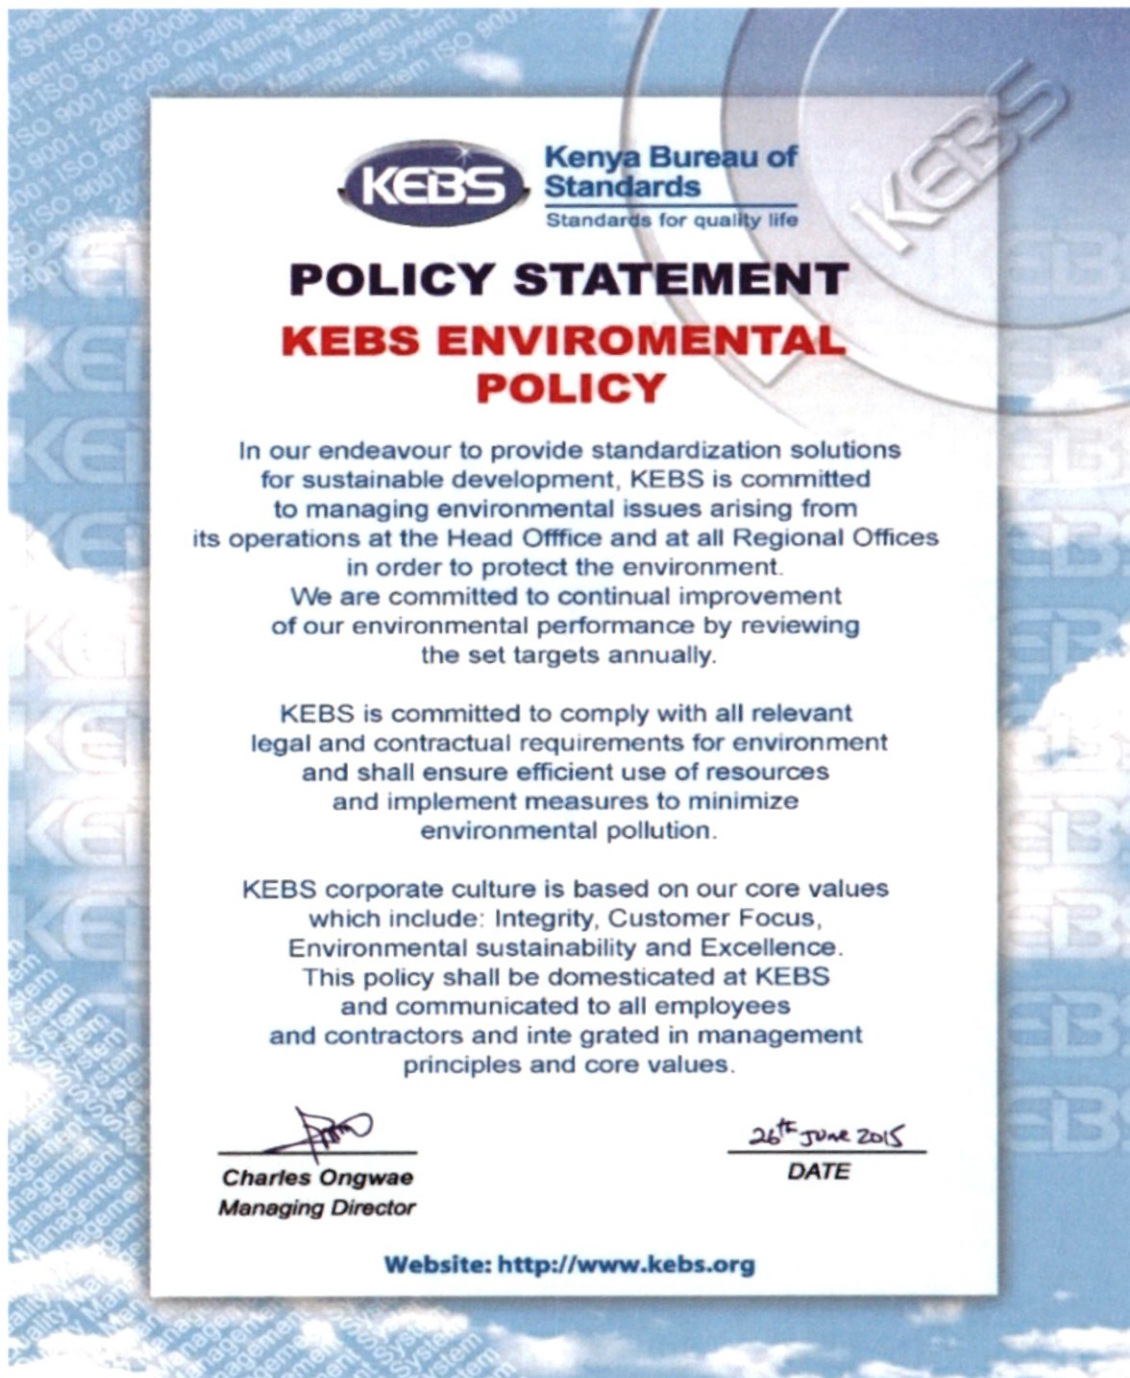 KEBS
Kenya Bureau of
Standards
Standards for quality life
KEBS
POLICY STATEMENT
KEBS ENVIROMENTAL
POLICY
In our endeavour to provide standardization solutions
for sustainable development, KEBS is committed
to managing environmental issues arising from
its operations at the Head Offfice and at all Regional Offices
in order to protect the environment.
We are committed to continual improvement
of our environmental performance by reviewing
the set targets annually.
KEBS is committed to comply with all relevant
legal and contractual requirements for environment
and shall ensure efficient use of resources
and implement measures to minimize
environmental pollution.
KEBS corporate culture is based on our core values
which include: Integrity, Customer Focus,
Environmental sustainability and Excellence.
This policy shall be domesticated at KEBS
and communicated to all employees
and contractors and inte grated in management
principles and core values.
26th June 2015
Charles Ongwae
DATE
Managing Director
Website: http://www.kebs.org